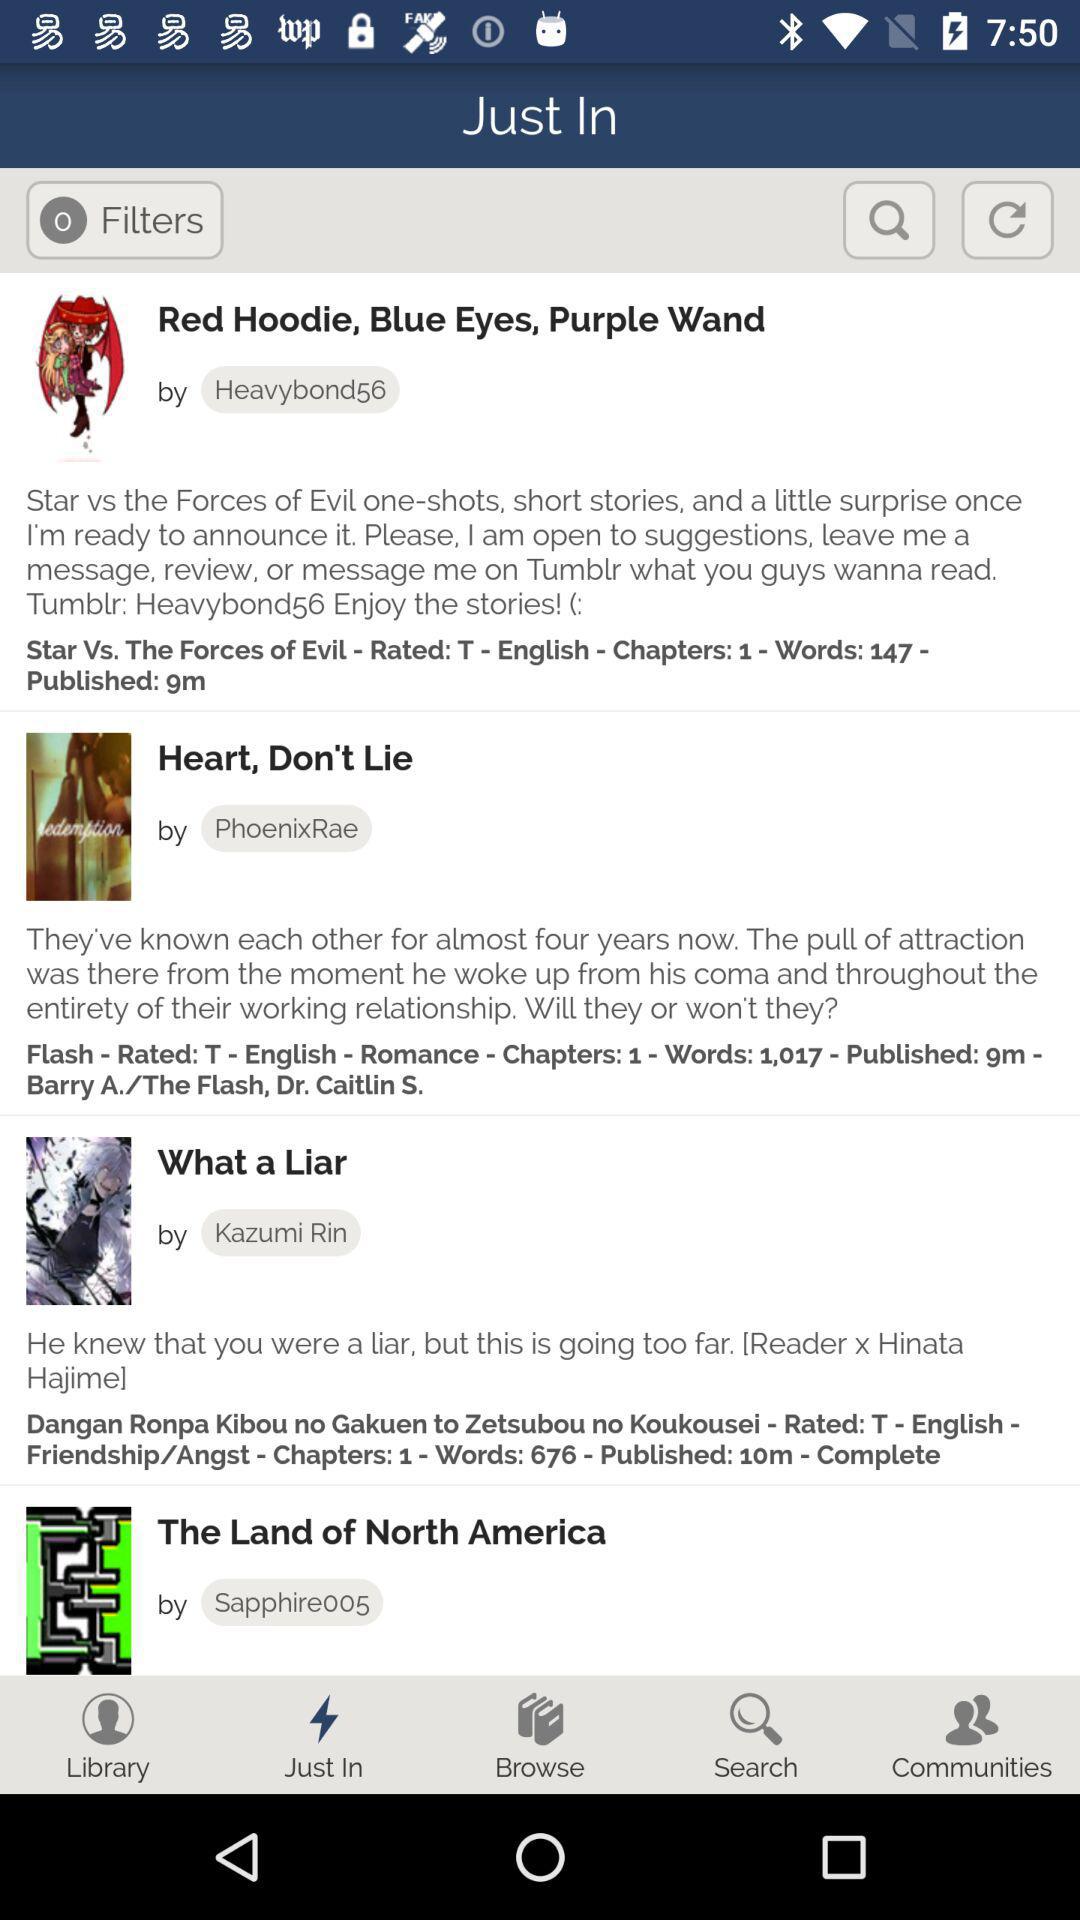 7:50
Just In
0 Filters
Red Hoodie, Blue Eyes, Purple Wand
by Heavybond56
Star vs the Forces of Evil one-shots, short stories, and a little surprise once
I'm ready to announce it. Please, I am open to suggestions, leave me a
message, review, or message me on Tumblr what you guys wanna read.
Tumblr: Heavybond56 Enjoy the stories! (:
Star Vs. The Forces of Evil - Rated: T - English - Chapters: 1 - Words: 147 -
Published: 9m
redemption
Heart, Don't Lie
by PhoenixRae
They've known each other for almost four years now. The pull of attraction
was there from the moment he woke up from his coma and throughout the
entirety of their working relationship. Will they or won't they?
Flash - Rated: T - English - Romance - Chapters: 1 - Words: 1,017 - Published: 9m -
Barry A./The Flash, Dr. Caitlin S.
What a Liar
by Kazumi Rin
He knew that you were a liar, but this is going too far. [Reader x Hinata
Hajime]
Dangan Ronpa Kibou no Gakuen to Zetsubou no Koukousei - Rated: T - English -
Friendship/Angst - Chapters: 1 - Words: 676 - Published: 10m - Complete
The Land of North America
by Sapphire005
Library Just In Browse Search Communities